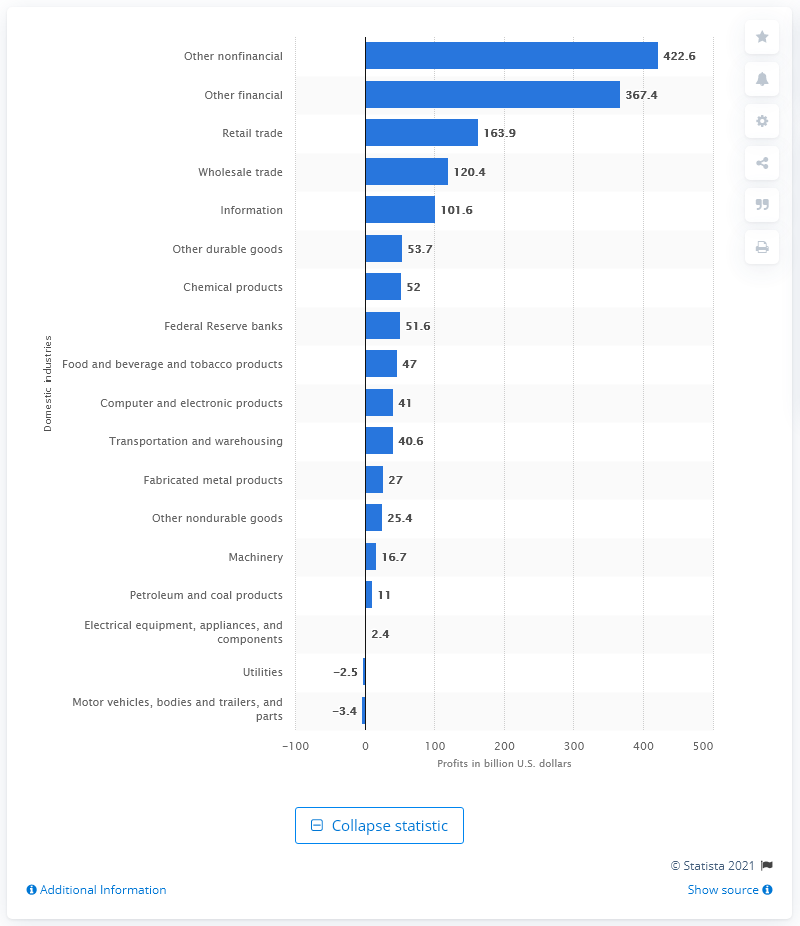 Other nonfinancial 422.6
Other financial 367.4
Retail trade 163.9
Wholesale trade 120.4
Information 101.6
Other durable goods 53.7
Chemical products 52
Federal Reserve banks 51.6
Food and beverage and tobacco products 47
Computer and electronic products 41
Transportation and warehousing 40.6
Fabricated metal products 27
Other nondurable goods 25.4
Machinery 16.7
Petroleum and coal products 11
Electrical equipment, appliances, and
components 2.4
Utilities −2.5
Motor vehicles, bodies and trailers, and
parts −3.4
Domestic industries
−100 0 100 200 300 400 500
Profits in billion U.S. dollars
Collapse statistic
© Statista 2021
Additional Information
Show source